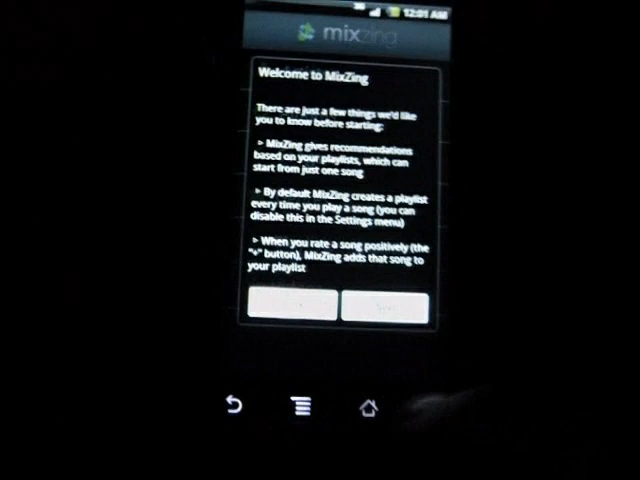 3G 12:01 AM
mixzing
Welcome to MixZing
There are just a few things we'd like
you to know before starting:
> MixZing gives recommendations
based on your playlists, which can
start from just one song
> By default MixZing creates a playlist
every time you play a song (you can
disable this in the Settings menu)
> When you rate a song positively (the
"+" button), MixZing adds that song to
your playlist